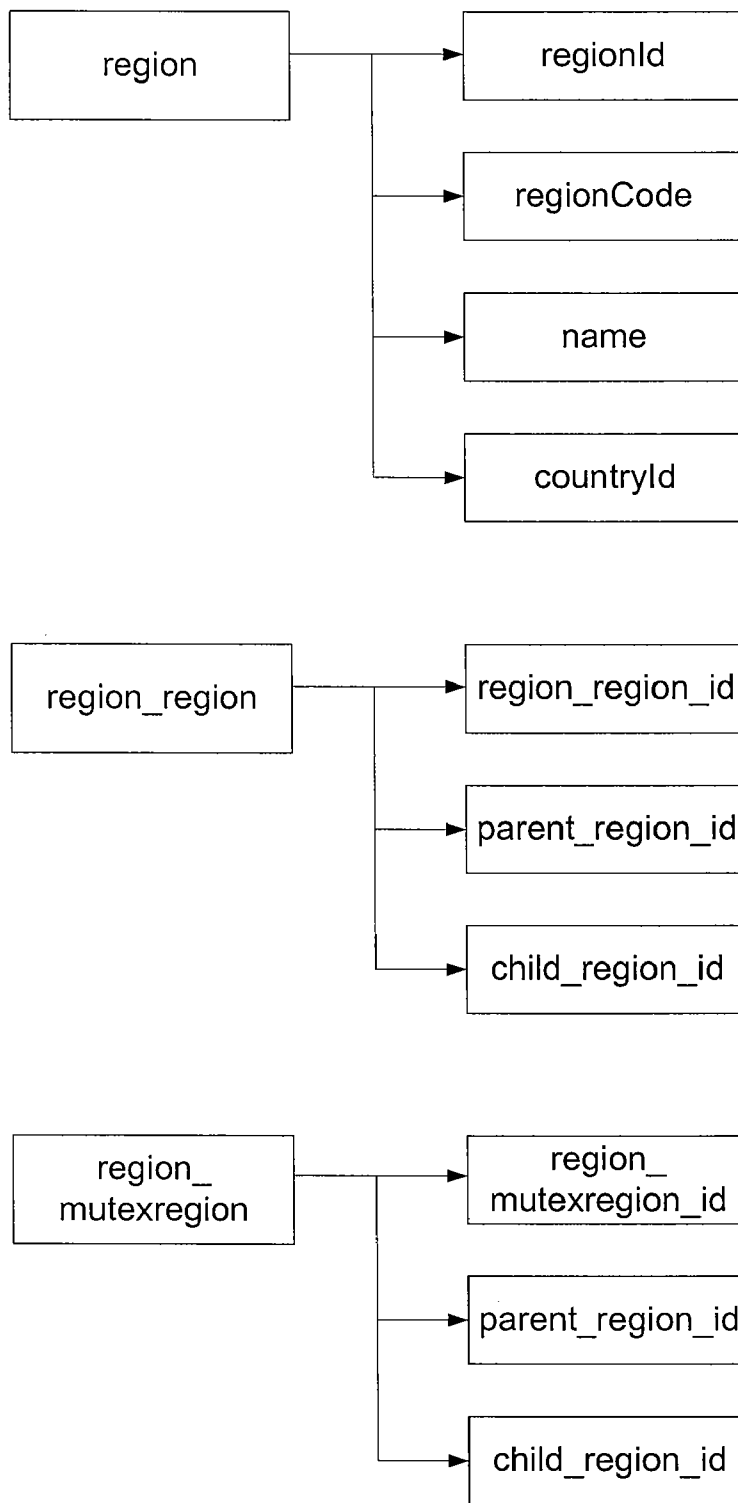 region
regionId
regionCode
name
countryId
region_region
region_region_id
parent_region_id
child_region_id
region_
mutexregion
region_
mutexregion_id
parent_region_id
child_region_id